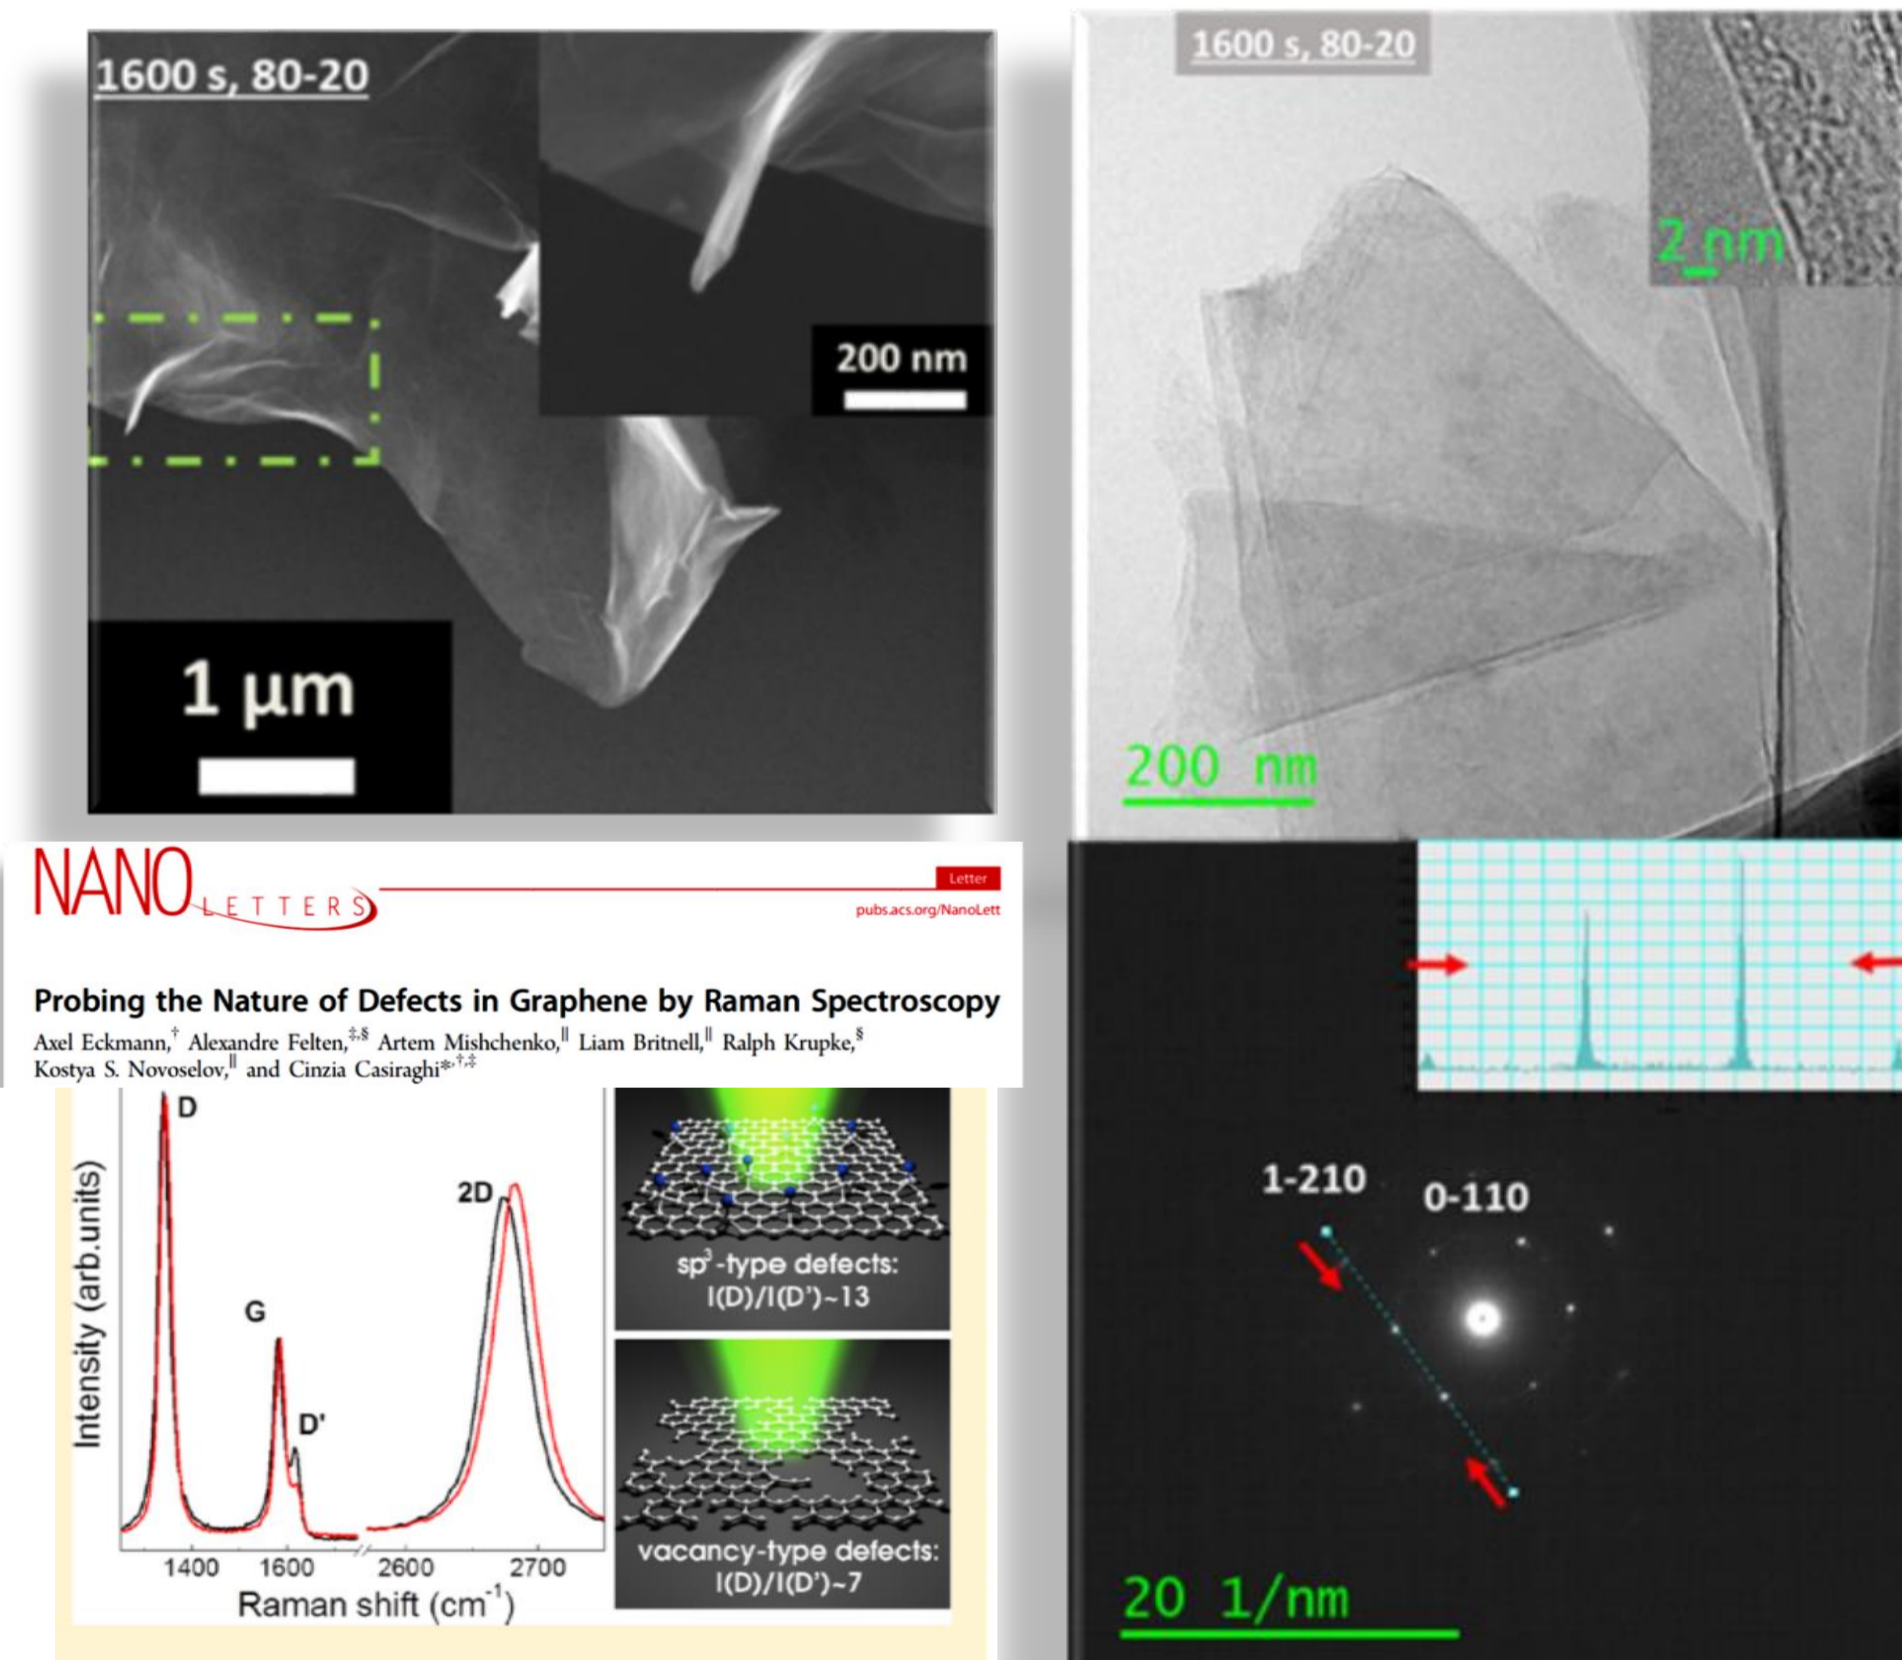 1600 s, 80-20
200 nm
1 μm
1600 s, 80-20
2 nm
200 nm
NANO LETTERS
Letter
pubs.acs.org/NanoLett
Probing the Nature of Defects in Graphene by Raman Spectroscopy
Axel Eckmann,† Alexandre Felten,‡,§ Artem Mishchenko,∥ Liam Britnell,∥ Ralph Krupke,§
Kostya S. Novoselov,∥ and Cinzia Casiraghi*,†,‡
D
G
D'
2D
Intensity (arb.units)
1400 1600 2600 2700
Raman shift (cm⁻¹)
sp³-type defects:
I(D)/I(D')~13
vacancy-type defects:
I(D)/I(D')~7
1-210
0-110
20 1/nm